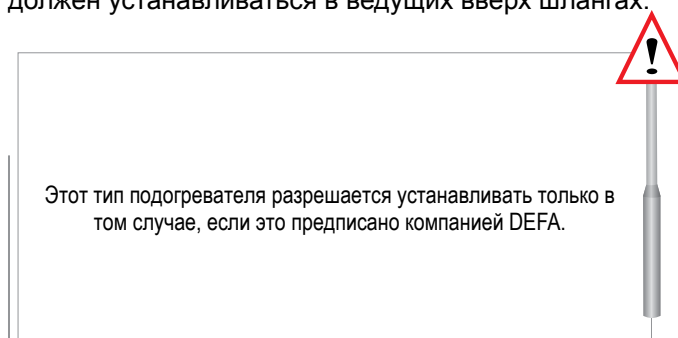 должен устанавливаться в ведущих вверх шлангах.
!
Этот тип подогревателя разрешается устанавливать только в
том случае, если это предписано компанией DEFA.